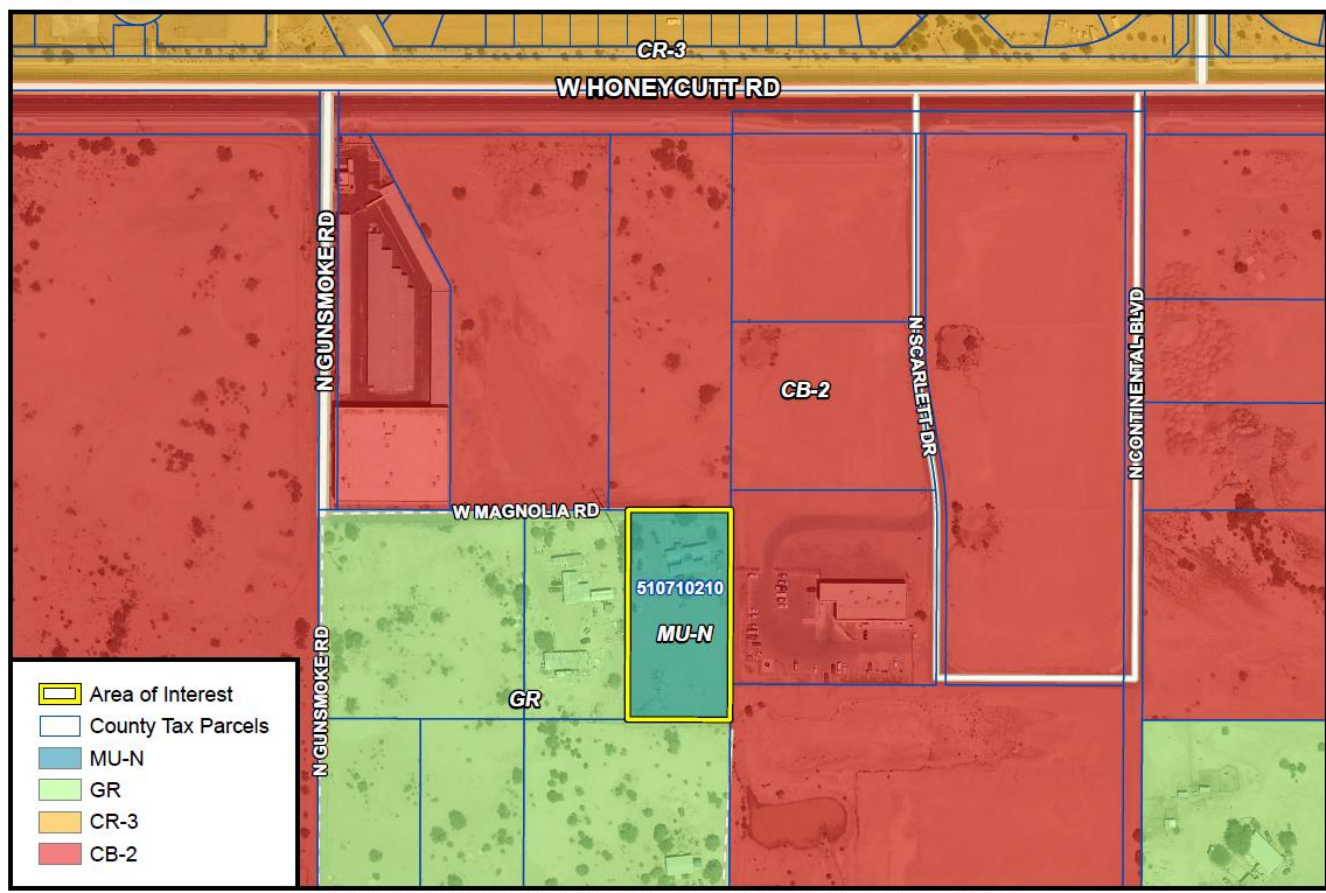 CR-3
W HONEYCUTT RD
N GUNSMOKE RD
N SCARLETT DR
N CONTINENTAL BLVD
CB-2
W MAGNOLIA RD
510710210
MU-N
GR
N GUNSMOKE RD
Area of Interest
County Tax Parcels
MU-N
GR
CR-3
CB-2